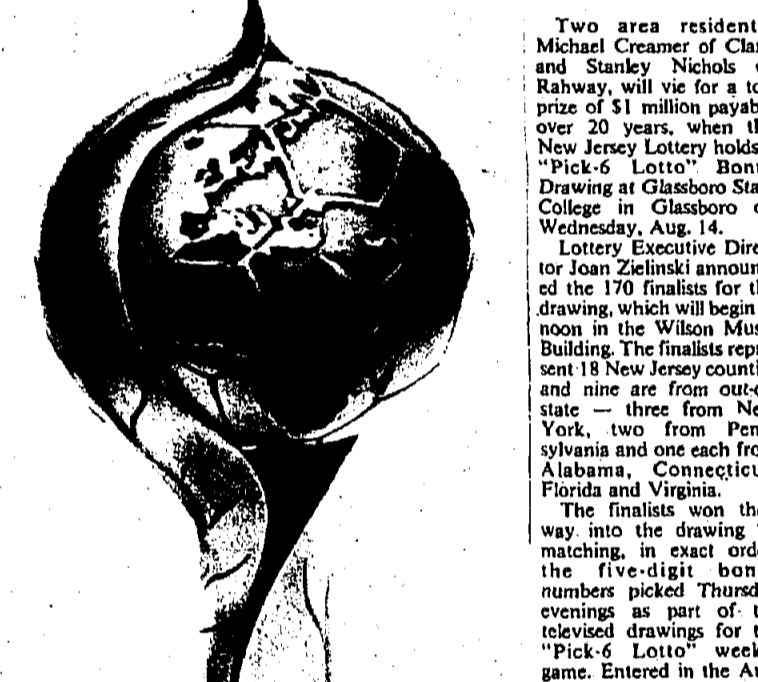 Two area resident
Michael Creamer of Clar
and Stanley Nichols
Rahway, will vie for a to
prize of $1 million payab
over 20 years, when th
New Jersey Lottery holds
"Pick-6 Lotto" Bon
Drawing at Glassboro Sta
College in Glassboro
Wednesday, Aug. 14.
Lottery Executive Dire
tor Joan Zielinski announ
ed the 170 finalists for th
drawing, which will begin
noon in the Wilson Mus
Building. The finalists repr
sent 18 New Jersey counti
and nine are from out-o
state — three from Ne
York, two from Pen
sylvania and one each fro
Alabama, Connecticu
Florida and Virginia.
The finalists won the
way into the drawing
matching, in exact orde
the five-digit bon
numbers picked Thursd
evenings as part of t
televised drawings for t
"Pick-6 Lotto" week
game. Entered in the Au